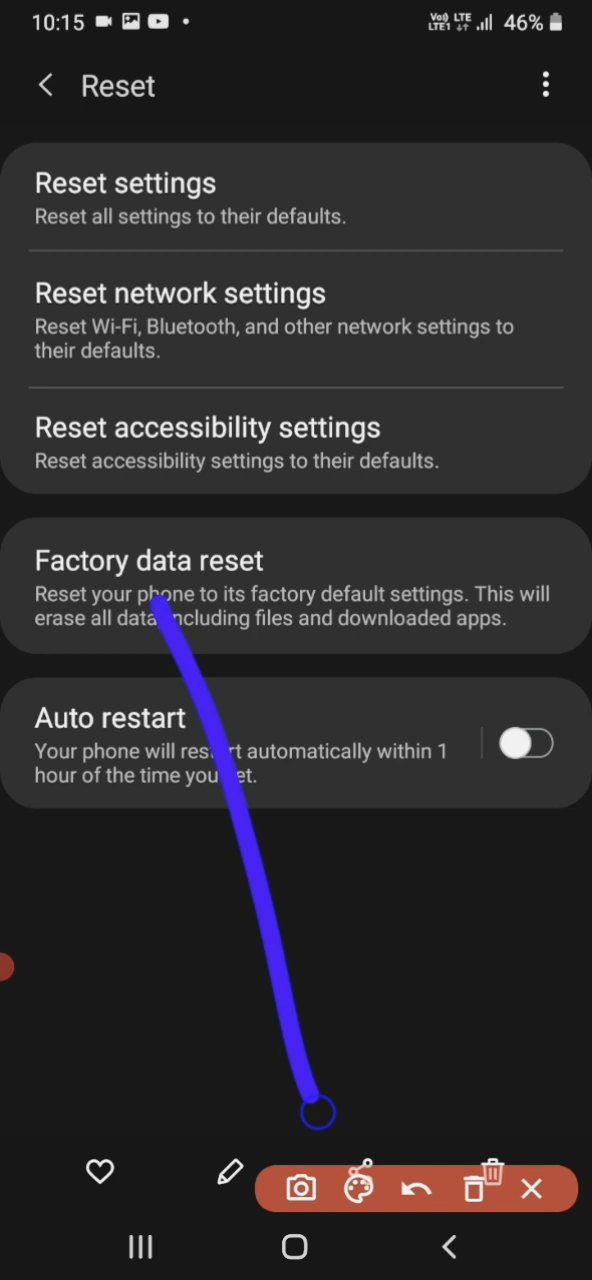 10:15
Vo)) LTE
LTE1
46%
Reset
Reset settings
Reset all settings to their defaults.
Reset network settings
Reset Wi-Fi, Bluetooth, and other network settings to
their defaults.
Reset accessibility settings
Reset accessibility settings to their defaults.
Factory data reset
Reset your phone to its factory default settings. This will
erase all data, including files and downloaded apps.
Auto restart
Your phone will restart automatically within 1
hour of the time you set.